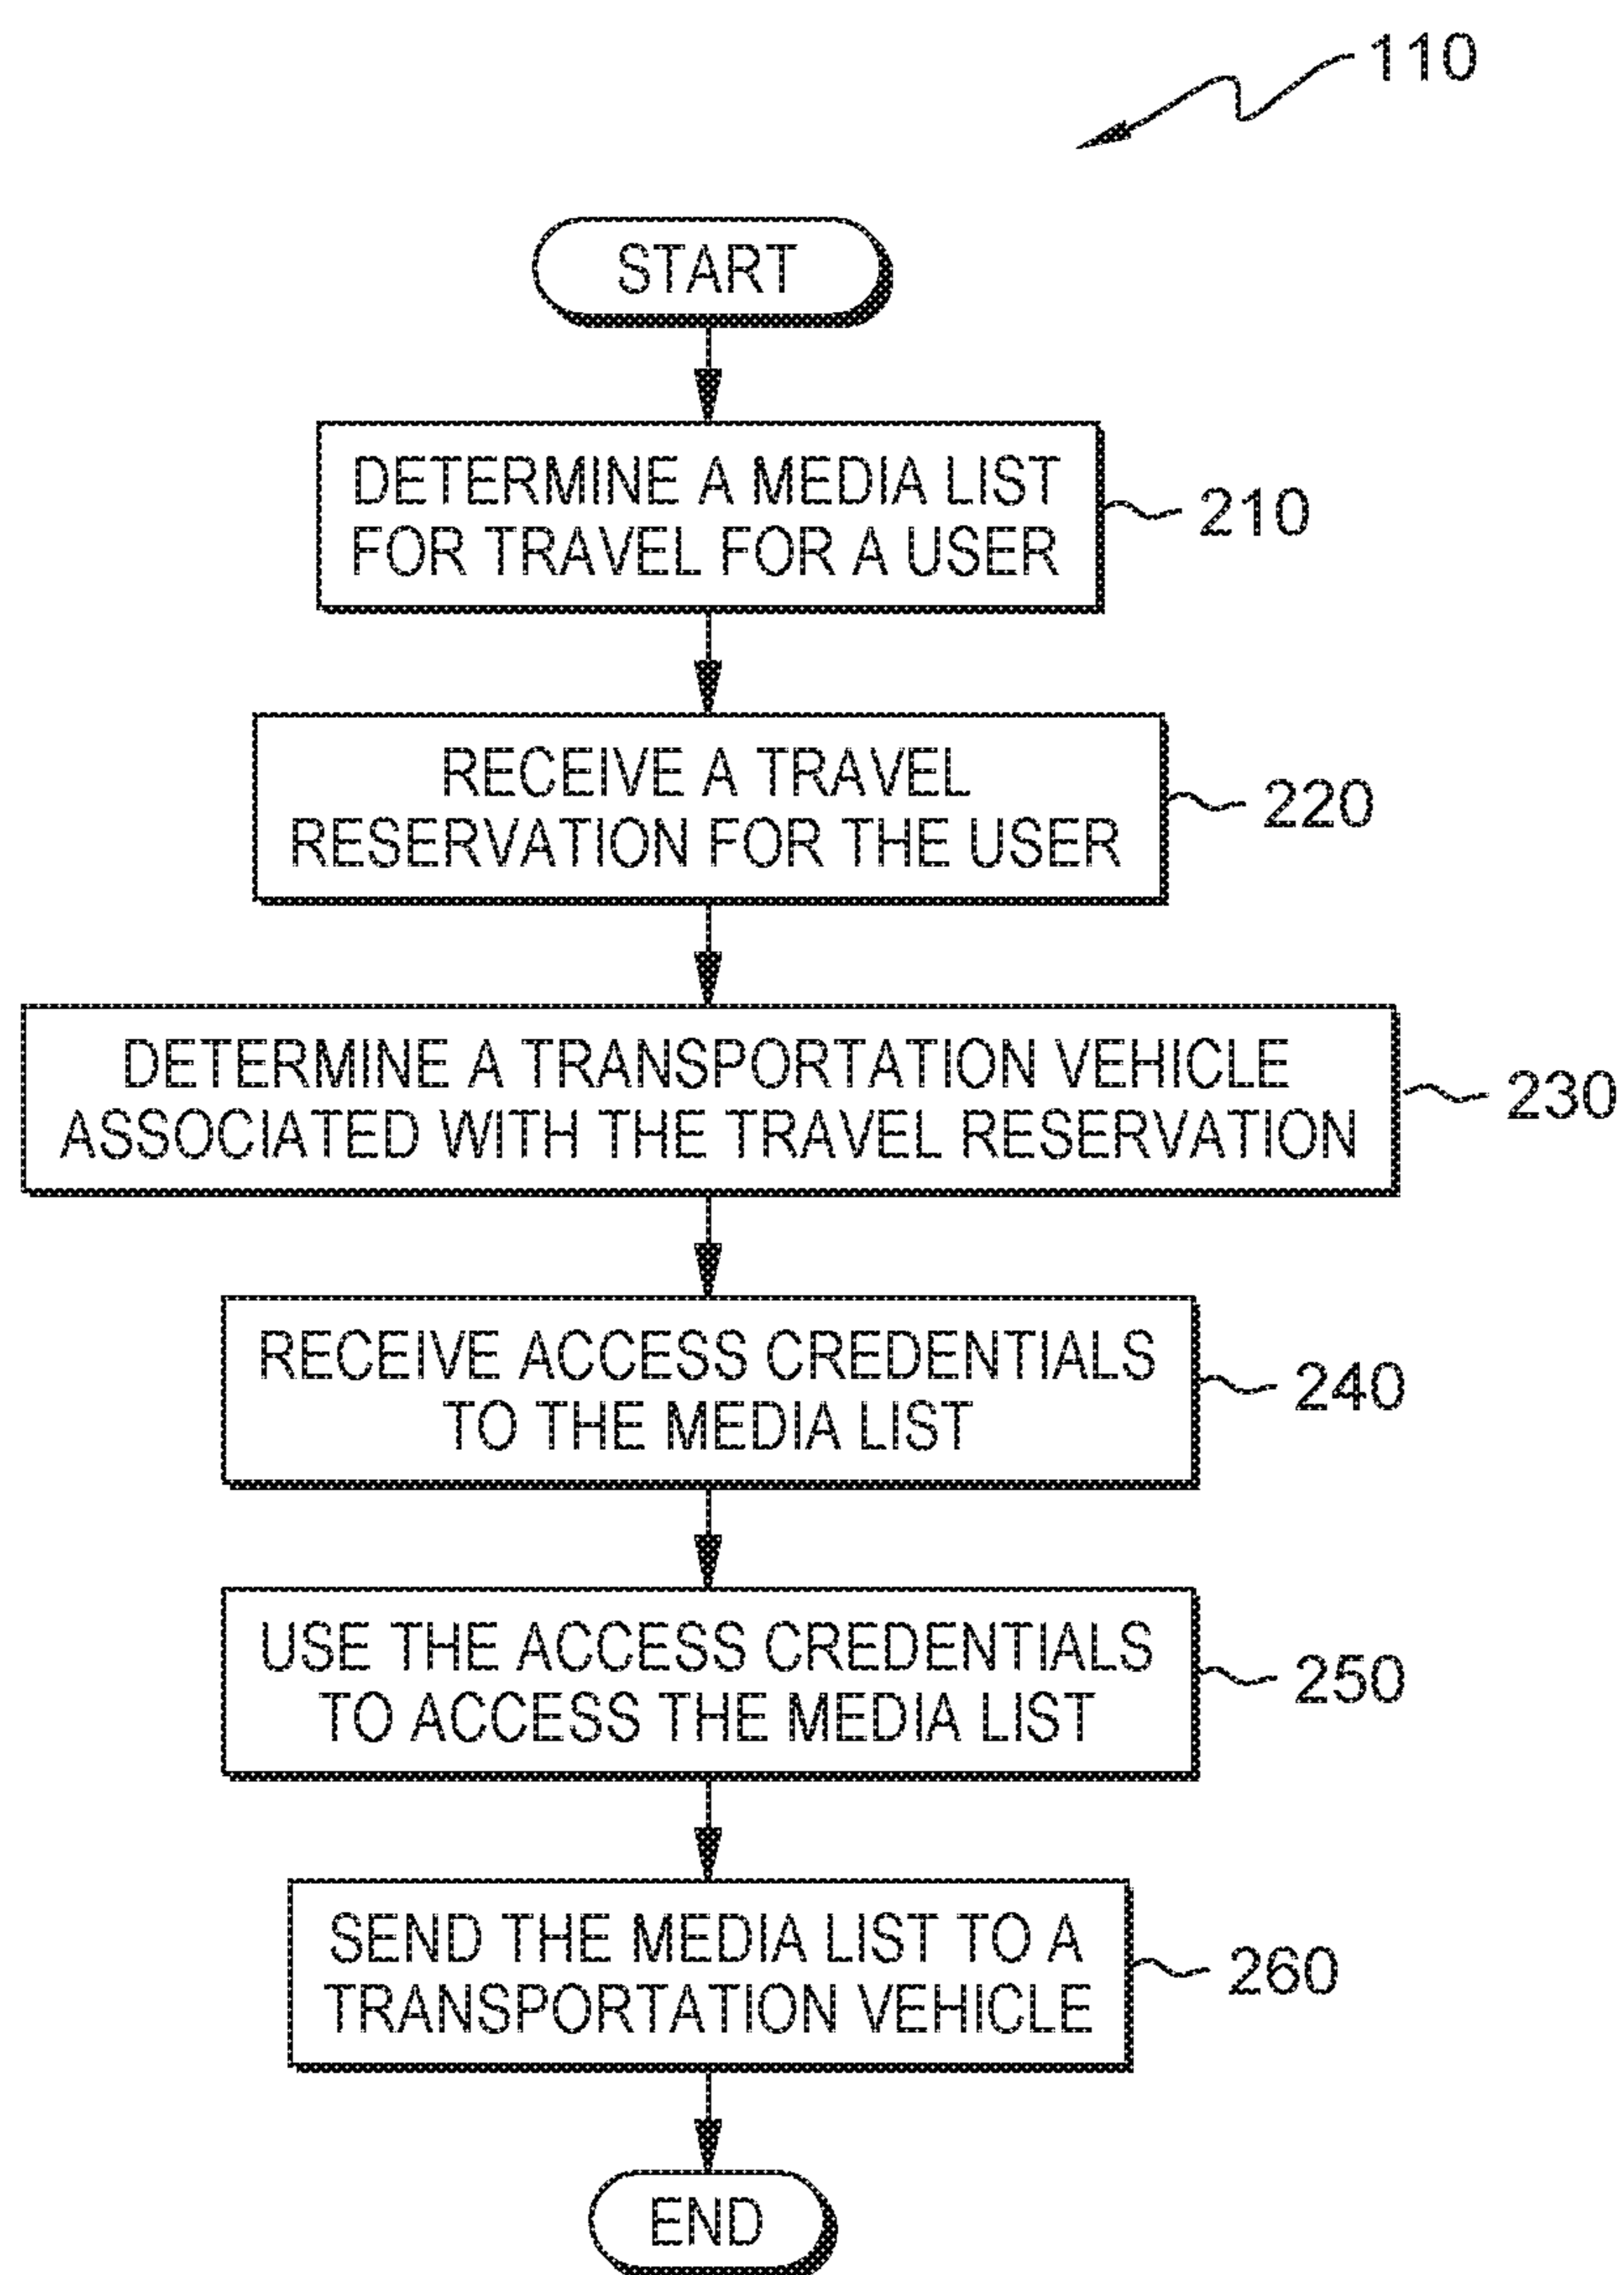 110
START
DETERMINE A MEDIA LIST
FOR TRAVEL FOR A USER
210
RECEIVE A TRAVEL
RESERVATION FOR THE USER
220
DETERMINE A TRANSPORTATION VEHICLE
ASSOCIATED WITH THE TRAVEL RESERVATION
230
RECEIVE ACCESS CREDENTIALS
TO THE MEDIA LIST
240
USE THE ACCESS CREDENTIALS
TO ACCESS THE MEDIA LIST
250
SEND THE MEDIA LIST TO A
TRANSPORTATION VEHICLE
260
END